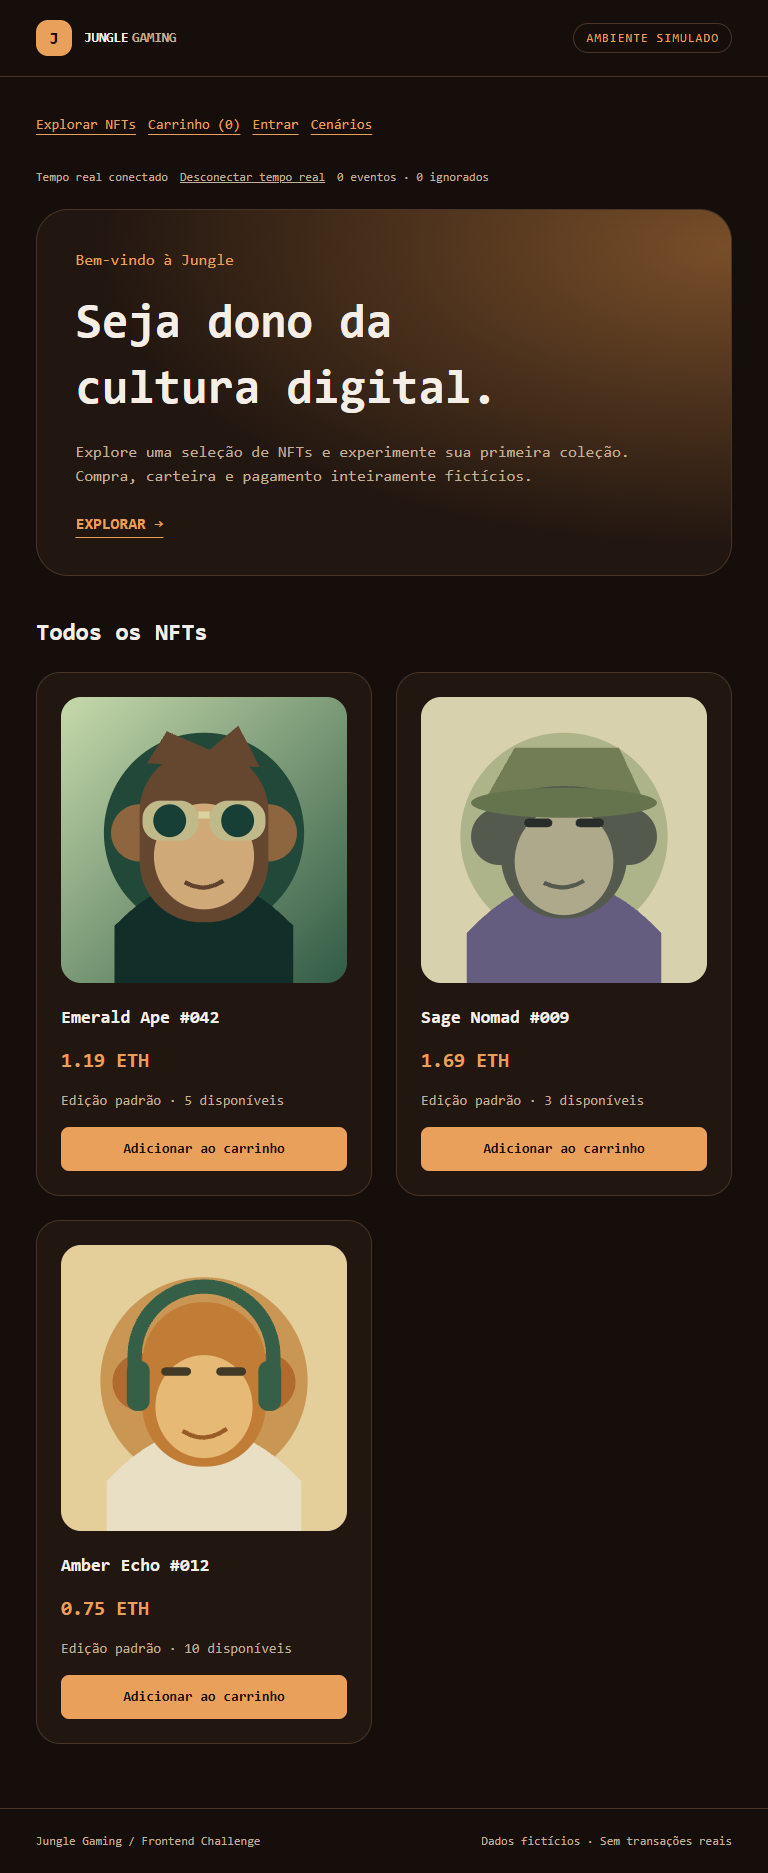 J
JUNGLE GAMING
AMBIENTE SIMULADO
Explorar NFTs Carrinho (0) Entrar Cenários
Tempo real conectado Desconectar tempo real 0 eventos · 0 ignorados
Bem-vindo à Jungle
Seja dono da
cultura digital.
Explore uma seleção de NFTs e experimente sua primeira coleção.
Compra, carteira e pagamento inteiramente fictícios.
EXPLORAR →
Todos os NFTs
Emerald Ape #042
1.19 ETH
Edição padrão · 5 disponíveis
Adicionar ao carrinho
Sage Nomad #009
1.69 ETH
Edição padrão · 3 disponíveis
Adicionar ao carrinho
Amber Echo #012
0.75 ETH
Edição padrão · 10 disponíveis
Adicionar ao carrinho
Jungle Gaming / Frontend Challenge
Dados fictícios · Sem transações reais